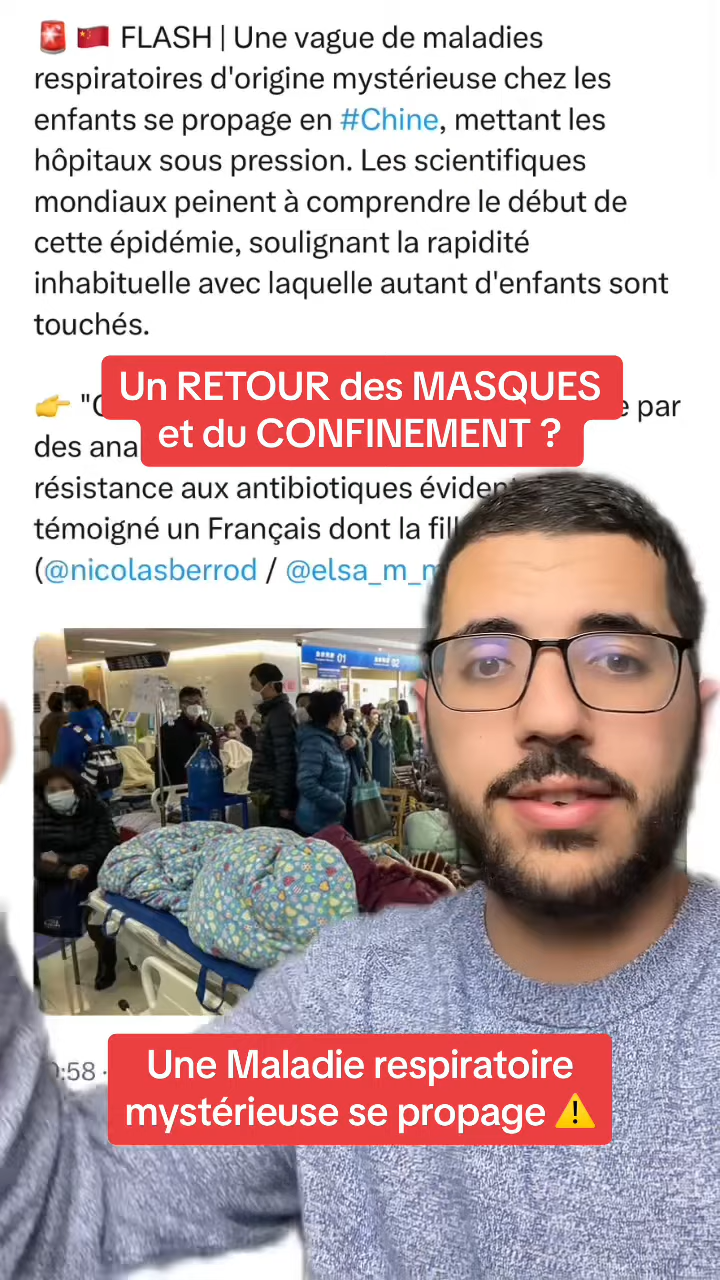 🚨 🇨🇳 FLASH | Une vague de maladies
respiratoires d'origine mystérieuse chez les
enfants se propage en #Chine, mettant les
hôpitaux sous pression. Les scientifiques
mondiaux peinent à comprendre le début de
cette épidémie, soulignant la rapidité
inhabituelle avec laquelle autant d'enfants sont
touchés.
Un RETOUR des MASQUES
et du CONFINEMENT ?
👉 "C par
des ana
résistance aux antibiotiques
témoigné un Français dont la
(@nicolasberrod /
01
02
:58 ·
Une Maladie respiratoire
mystérieuse se propage ⚠️